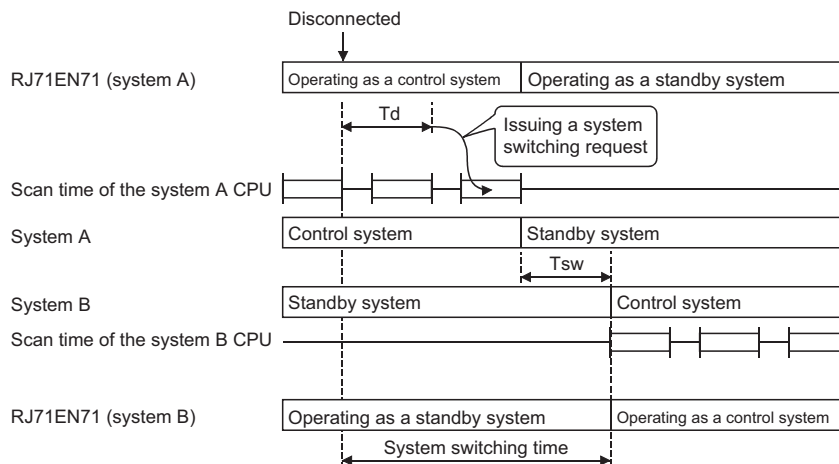 Disconnected
RJ71EN71 (system A)
Operating as a control system
Operating as a standby system
Td
Issuing a system
switching request
Scan time of the system A CPU
System A
Control system
Standby system
Tsw
System B
Standby system
Control system
Scan time of the system B CPU
RJ71EN71 (system B)
Operating as a standby system
Operating as a control system
System switching time